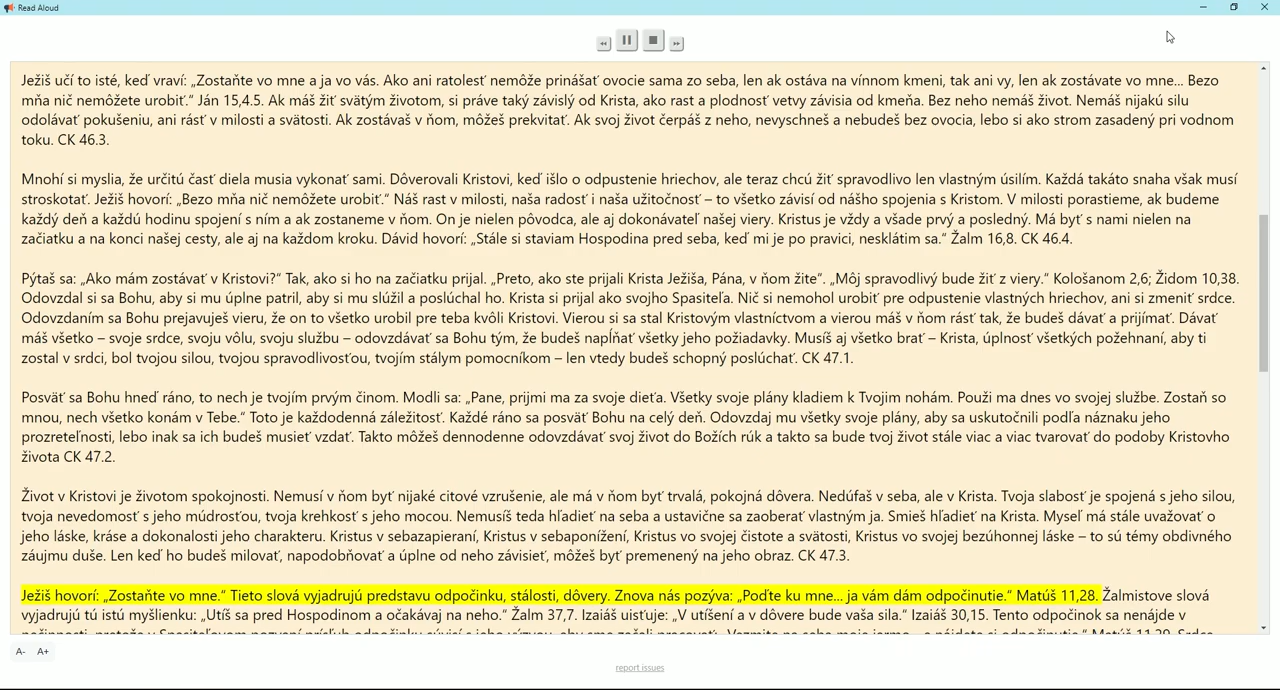 Read Aloud
Ježiš učí to isté, keď vraví: „Zostaňte vo mne a ja vo vás. Ako ani ratolesť nemôže prinášať ovocie sama zo seba, len ak ostáva na vínnom kmeni, tak ani vy, len ak zostávate vo mne... Bezo
mňa nič nemôžete urobiť.“ Ján 15,4.5. Ak máš žiť svätým životom, si práve taký závislý od Krista, ako rast a plodnosť vetvy závisia od kmeňa. Bez neho nemáš život. Nemáš nijakú silu
odolávať pokušeniu, ani rásť v milosti a svätosti. Ak zostávaš v ňom, môžeš prekvitať. Ak svoj život čerpáš z neho, nevyschneš a nebudeš bez ovocia, lebo si ako strom zasadený pri vodnom
toku. CK 46.3.
Mnohí si myslia, že určitú časť diela musia vykonať sami. Dôverovali Kristovi, keď išlo o odpustenie hriechov, ale teraz chcú žiť spravodlivo len vlastným úsilím. Každá takáto snaha však musí
stroskotať. Ježiš hovorí: „Bezo mňa nič nemôžete urobiť.“ Náš rast v milosti, naša radosť i naša užitočnosť – to všetko závisí od nášho spojenia s Kristom. V milosti porastieme, ak budeme
každý deň a každú hodinu spojení s ním a ak zostaneme v ňom. On je nielen pôvodca, ale aj dokonávateľ našej viery. Kristus je vždy a všade prvý a posledný. Má byť s nami nielen na
začiatku a na konci našej cesty, ale aj na každom kroku. Dávid hovorí: „Stále si staviam Hospodina pred seba, keď mi je po pravici, nesklátim sa.“ Žalm 16,8. CK 46.4.
Pýtaš sa: „Ako mám zostávať v Kristovi?“ Tak, ako si ho na začiatku prijal. „Preto, ako ste prijali Krista Ježiša, Pána, v ňom žite“. „Môj spravodlivý bude žiť z viery.“ Kološanom 2,6; Židom 10,38.
Odovzdal si sa Bohu, aby si mu úplne patril, aby si mu slúžil a poslúchal ho. Krista si prijal ako svojho Spasiteľa. Nič si nemohol urobiť pre odpustenie vlastných hriechov, ani si zmeniť srdce.
Odovzdaním sa Bohu prejavuješ vieru, že on to všetko urobil pre teba kvôli Kristovi. Vierou si sa stal Kristovým vlastníctvom a vierou máš v ňom rásť tak, že budeš dávať a prijímať. Dávať
máš všetko – svoje srdce, svoju vôlu, svoju službu – odovzdávať sa Bohu tým, že budeš napĺňať všetky jeho požiadavky. Musíš aj všetko brať – Krista, úplnosť všetkých požehnaní, aby ti
zostal v srdci, bol tvojou silou, tvojou spravodlivosťou, tvojím stálym pomocníkom – len vtedy budeš schopný poslúchať. CK 47.1.
Posväť sa Bohu hneď ráno, to nech je tvojím prvým činom. Modli sa: „Pane, prijmi ma za svoje dieťa. Všetky svoje plány kladiem k Tvojim nohám. Použi ma dnes vo svojej službe. Zostaň so
mnou, nech všetko konám v Tebe.“ Toto je každodenná záležitosť. Každé ráno sa posväť Bohu na celý deň. Odovzdaj mu všetky svoje plány, aby sa uskutočnili podľa náznaku jeho
prozreteľnosti, lebo inak sa ich budeš musieť vzdať. Takto môžeš dennodenne odovzdávať svoj život do Božích rúk a takto sa bude tvoj život stále viac a viac tvarovať do podoby Kristovho
života CK 47.2.
Život v Kristovi je životom spokojnosti. Nemusí v ňom byť nijaké citové vzrušenie, ale má v ňom byť trvalá, pokojná dôvera. Nedúfaš v seba, ale v Krista. Tvoja slabosť je spojená s jeho silou,
tvoja nevedomosť s jeho múdrosťou, tvoja krehkosť s jeho mocou. Nemusíš teda hľadieť na seba a ustavične sa zaoberať vlastným ja. Smieš hľadieť na Krista. Myseľ má stále uvažovať o
jeho láske, kráse a dokonalosti jeho charakteru. Kristus v sebazapieraní, Kristus v sebaponížení, Kristus vo svojej čistote a svätosti, Kristus vo svojej bezúhonnej láske – to sú témy obdivného
záujmu duše. Len keď ho budeš milovať, napodobňovať a úplne od neho závisieť, môžeš byť premenený na jeho obraz. CK 47.3.
Ježiš hovorí: „Zostaňte vo mne.“ Tieto slová vyjadrujú predstavu odpočinku, stálosti, dôvery. Znova nás pozýva: „Poďte ku mne... ja vám dám odpočinutie.“ Matúš 11,28. Žalmistove slová
vyjadrujú tú istú myšlienku: „Utíš sa pred Hospodinom a očakávaj na neho.“ Žalm 37,7. Izaiáš uisťuje: „V utíšení a v dôvere bude vaša sila.“ Izaiáš 30,15. Tento odpočinok sa nenájde v
A- A+
report issues